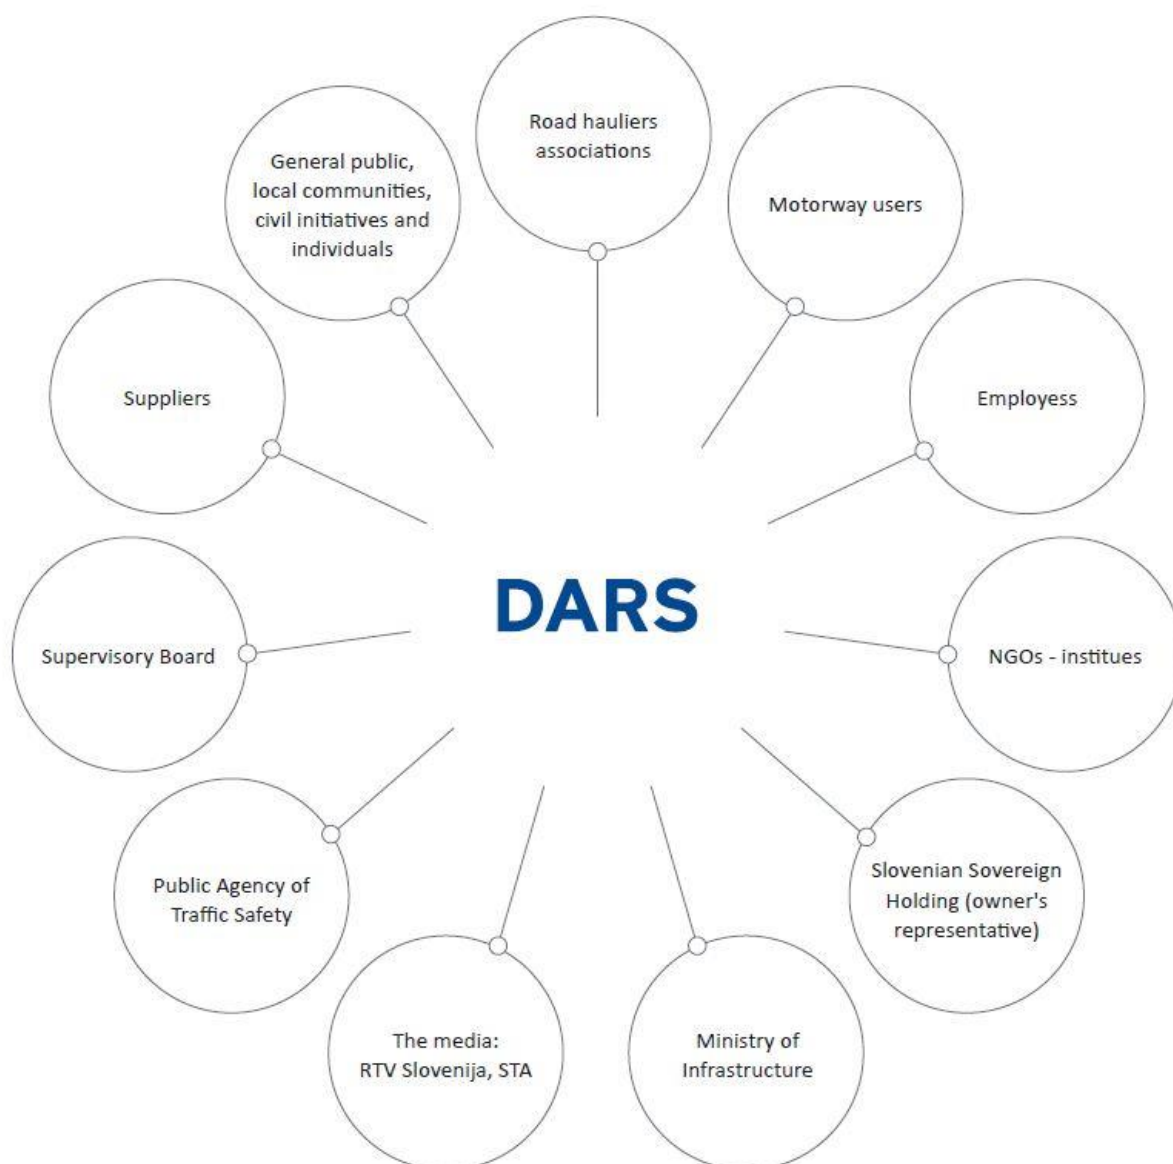 Road hauliers
associations
Motorway users
Employess
NGOs - institues
Slovenian Sovereign
Holding (owner's
representative)
Ministry of
Infrastructure
The media:
RTV Slovenija, STA
Public Agency of
Traffic Safety
Supervisory Board
Suppliers
General public,
local communities,
civil initiatives and
individuals
DARS